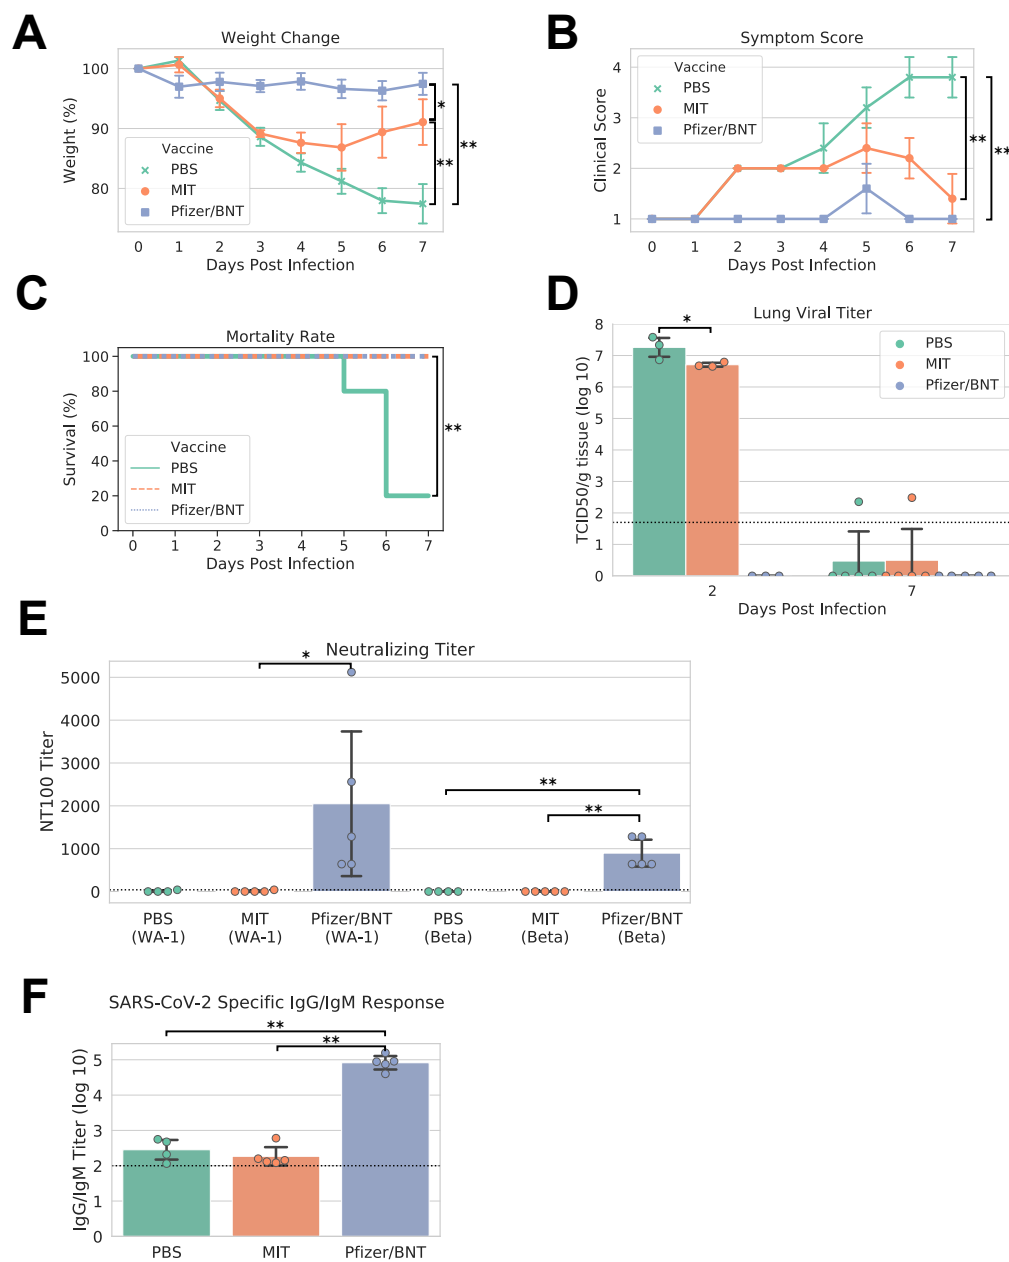 A
Weight Change
Weight (%)
100
90
80
Vaccine
PBS
MIT
Pfizer/BNT
*
**
**
0 1 2 3 4 5 6 7
Days Post Infection
B
Symptom Score
Clinical Score
4
3
2
1
Vaccine
PBS
MIT
Pfizer/BNT
**
**
0 1 2 3 4 5 6 7
Days Post Infection
C
Mortality Rate
Survival (%)
100
80
60
40
20
0
Vaccine
PBS
MIT
Pfizer/BNT
**
0 1 2 3 4 5 6 7
Days Post Infection
D
Lung Viral Titer
TCID50/g tissue (log 10)
8
7
6
5
4
3
2
1
0
*
PBS
MIT
Pfizer/BNT
2 7
Days Post Infection
E
Neutralizing Titer
NT100 Titer
5000
4000
3000
2000
1000
0
*
**
**
PBS MIT Pfizer/BNT PBS MIT Pfizer/BNT
(WA-1) (WA-1) (WA-1) (Beta) (Beta) (Beta)
F
SARS-CoV-2 Specific IgG/IgM Response
IgG/IgM Titer (log 10)
**
**
5
4
3
2
1
0
PBS MIT Pfizer/BNT